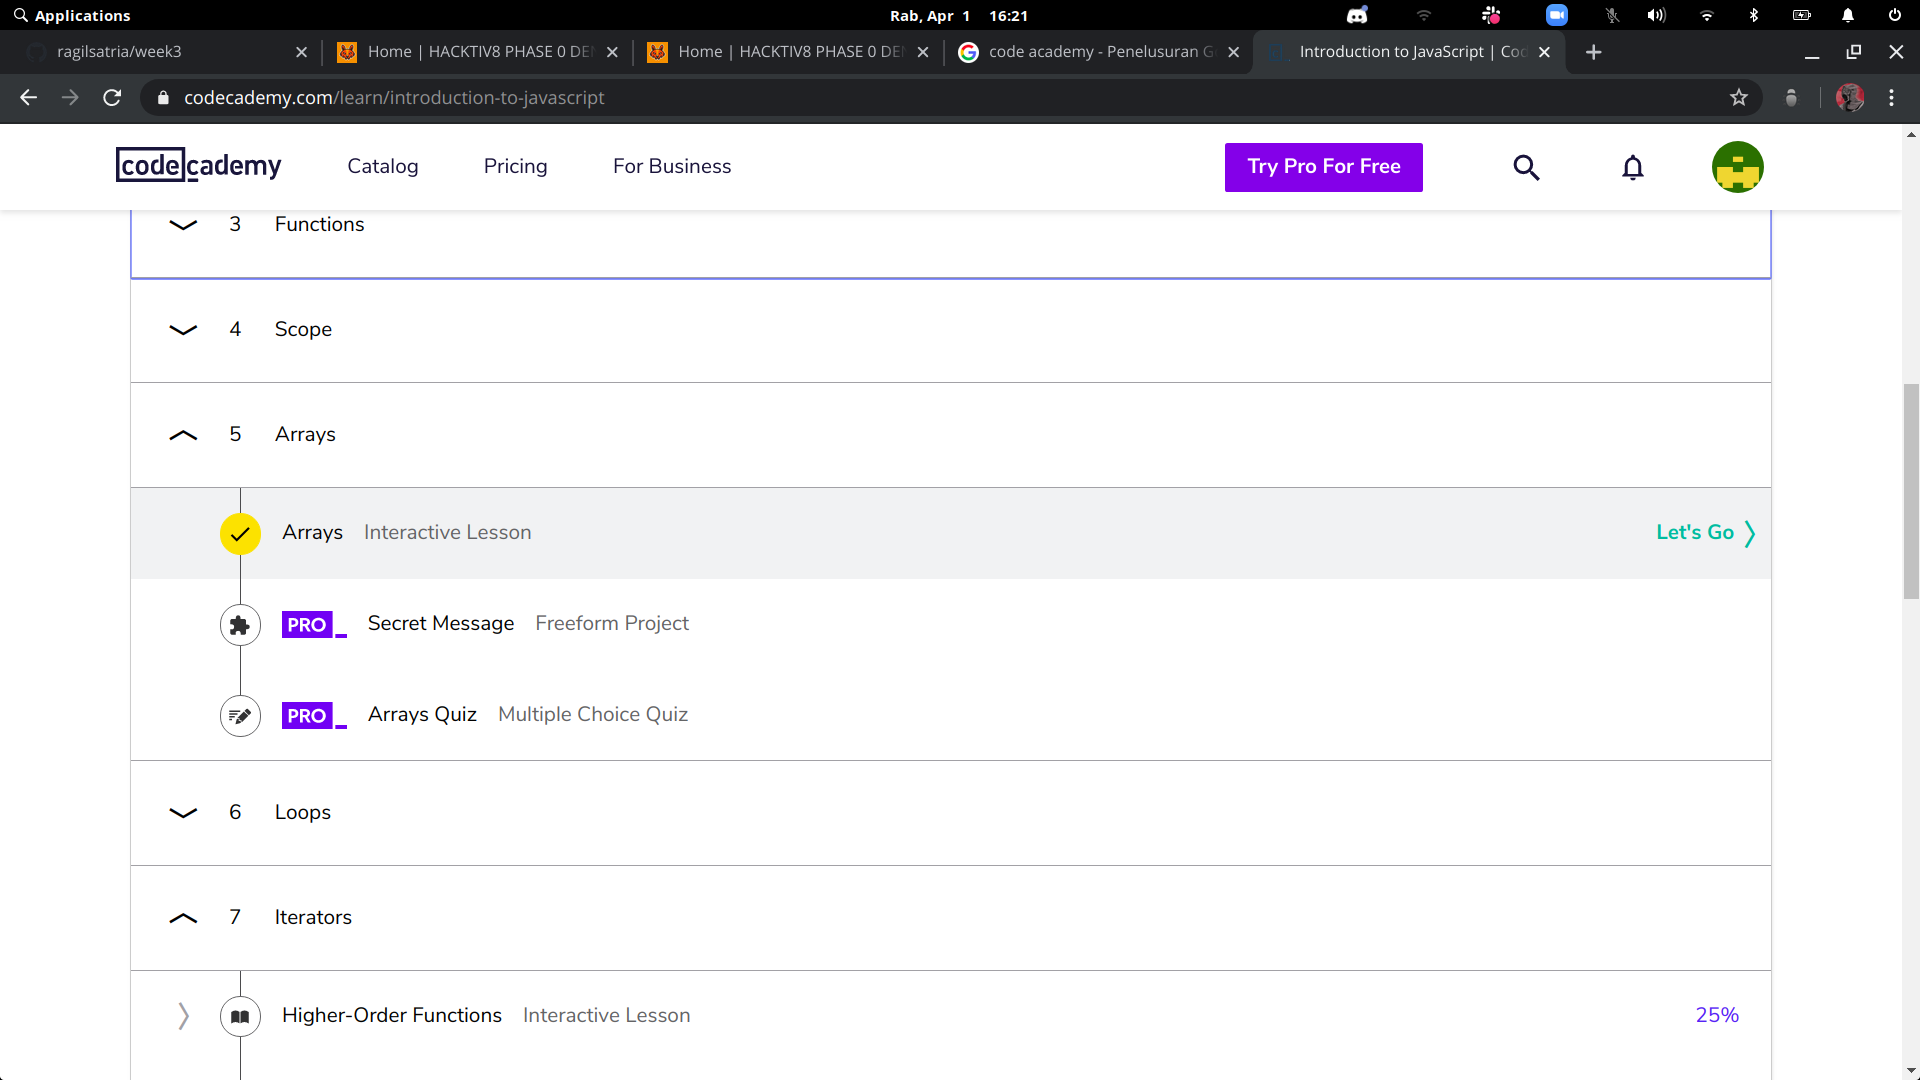 Applications
Rab, Apr 1 16:21
ragilsatria/week3
Home | HACKTIV8 PHASE 0 DE
Home | HACKTIV8 PHASE 0 DE
code academy - Penelusuran G
Introduction to JavaScript | Co
codecademy.com/learn/introduction-to-javascript
codecademy
Catalog
Pricing
For Business
Try Pro For Free
3 Functions
4 Scope
5 Arrays
Arrays Interactive Lesson
Let's Go
PRO Secret Message Freeform Project
PRO Arrays Quiz Multiple Choice Quiz
6 Loops
7 Iterators
Higher-Order Functions Interactive Lesson
25%